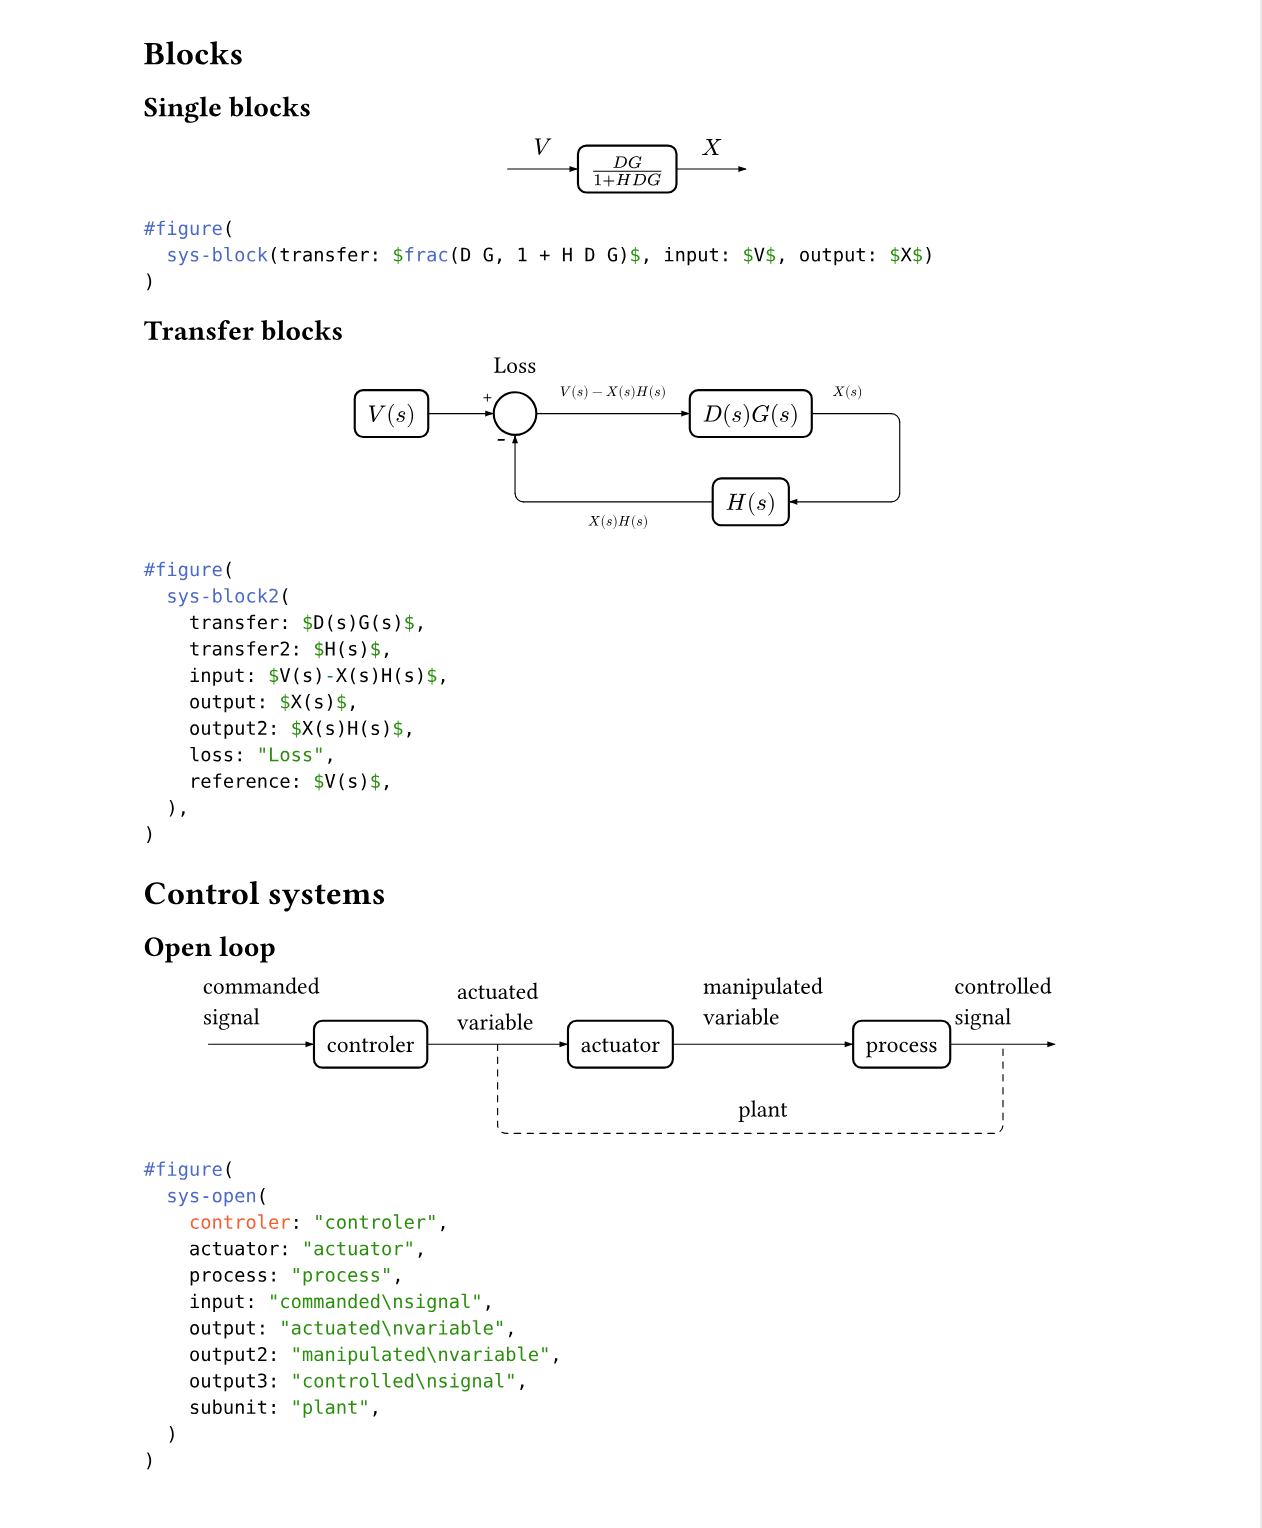 Blocks
Single blocks
V
X
DG
1+HDG
#figure(
  sys-block(transfer: $frac(D G, 1 + H D G)$, input: $V$, output: $X$)
)
Transfer blocks
Loss
V(s) − X(s)H(s)
X(s)
+
V(s)
D(s)G(s)
-
H(s)
X(s)H(s)
#figure(
  sys-block2(
    transfer: $D(s)G(s)$,
    transfer2: $H(s)$,
    input: $V(s)-X(s)H(s)$,
    output: $X(s)$,
    output2: $X(s)H(s)$,
    loss: "Loss",
    reference: $V(s)$,
  ),
)
Control systems
Open loop
commanded
signal
actuated
variable
manipulated
variable
controlled
signal
controler
actuator
process
plant
#figure(
  sys-open(
    controler: "controler",
    actuator: "actuator",
    process: "process",
    input: "commanded\nsignal",
    output: "actuated\nvariable",
    output2: "manipulated\nvariable",
    output3: "controlled\nsignal",
    subunit: "plant",
  )
)